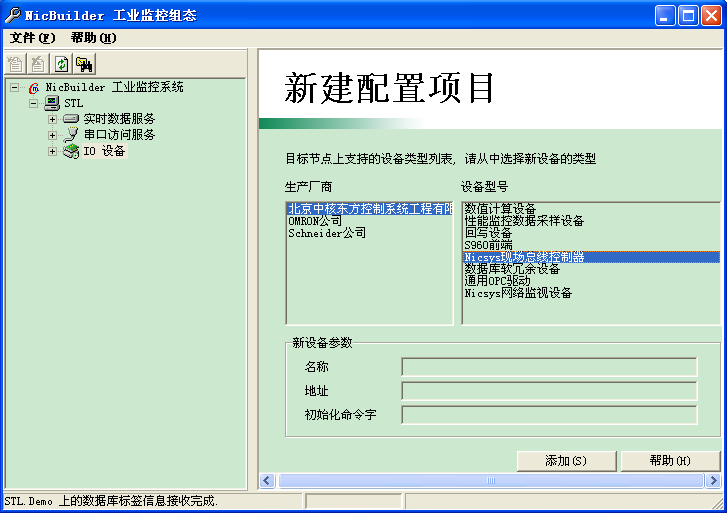 NicBuilder 工业监控组态
文件(F) 帮助(H)
NicBuilder 工业监控系统
STL
实时数据服务
串口访问服务
IO 设备
新建配置项目
目标节点上支持的设备类型列表, 请从中选择新设备的类型
生产厂商
北京中核东方控制系统工程有限
OMRON公司
Schneider公司
设备型号
数值计算设备
性能监控数据采样设备
回写设备
S960前端
Nicsys现场总线控制器
数据库软冗余设备
通用OPC驱动
Nicsys网络监视设备
新设备参数
名称
地址
初始化命令字
添加(S) 帮助(H)
STL.Demo 上的数据库标签信息接收完成.